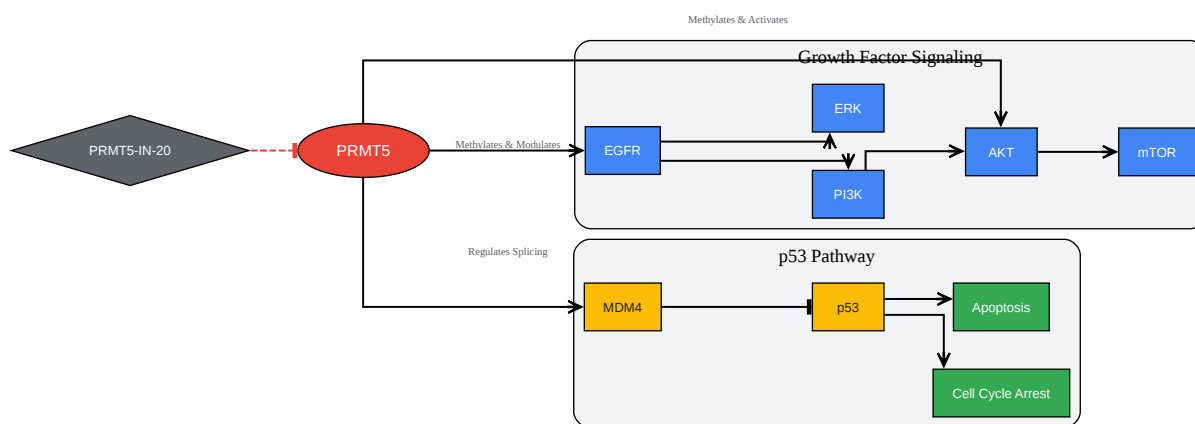 Methylates & Activates
Growth Factor Signaling
ERK
PRMT5-IN-20
PRMT5
Methylates & Modulates
EGFR
AKT
mTOR
PI3K
Regulates Splicing
p53 Pathway
MDM4
p53
Apoptosis
Cell Cycle Arrest